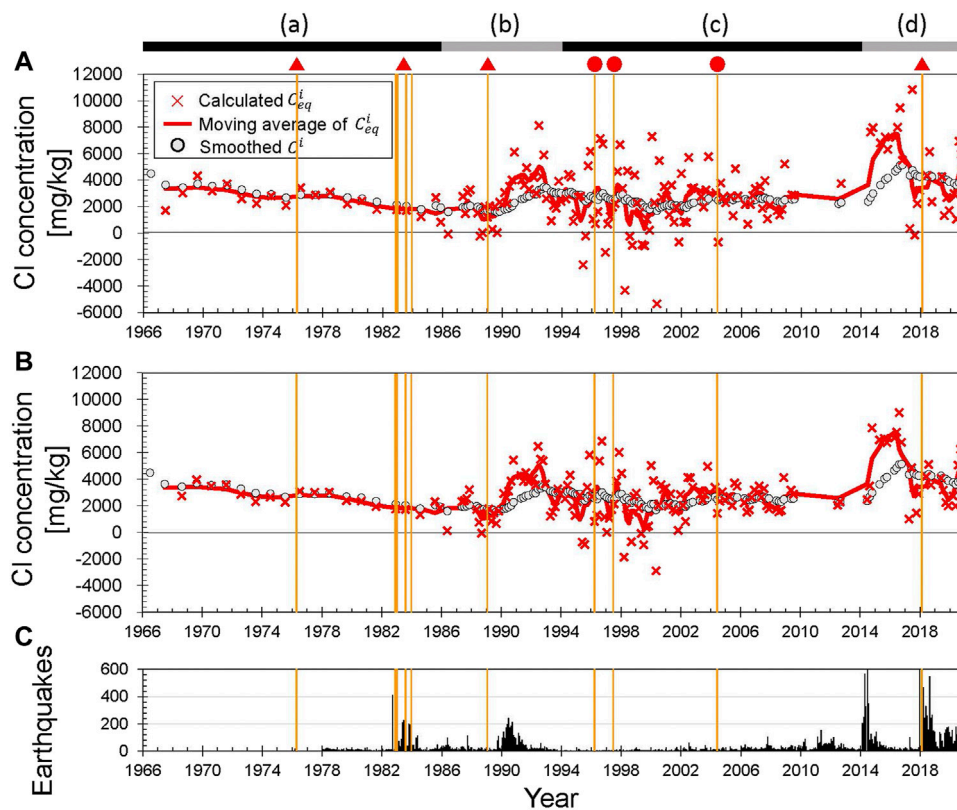 (a) (b) (c) (d)
A
12000
10000
8000
6000
4000
2000
0
-2000
-4000
-6000
Cl concentration
[mg/kg]
Calculated C^i_eq
Moving average of C^i_eq
Smoothed C^i
1966 1970 1974 1978 1982 1986 1990 1994 1998 2002 2006 2010 2014 2018
B
12000
10000
8000
6000
4000
2000
0
-2000
-4000
-6000
Cl concentration
[mg/kg]
1966 1970 1974 1978 1982 1986 1990 1994 1998 2002 2006 2010 2014 2018
C
600
400
200
0
Earthquakes
1966 1970 1974 1978 1982 1986 1990 1994 1998 2002 2006 2010 2014 2018
Year